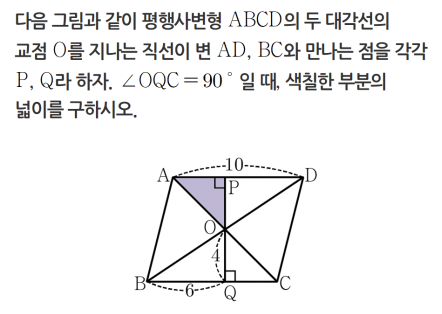 다음 그림과 같이 평행사변형 ABCD의 두 대각선의
교점 O를 지나는 직선이 변 AD, BC와 만나는 점을 각각
P, Q라 하자. ∠OQC=90°일 때, 색칠한 부분의
넓이를 구하시오.
10
A
D
P
O
4
B
6
Q
C